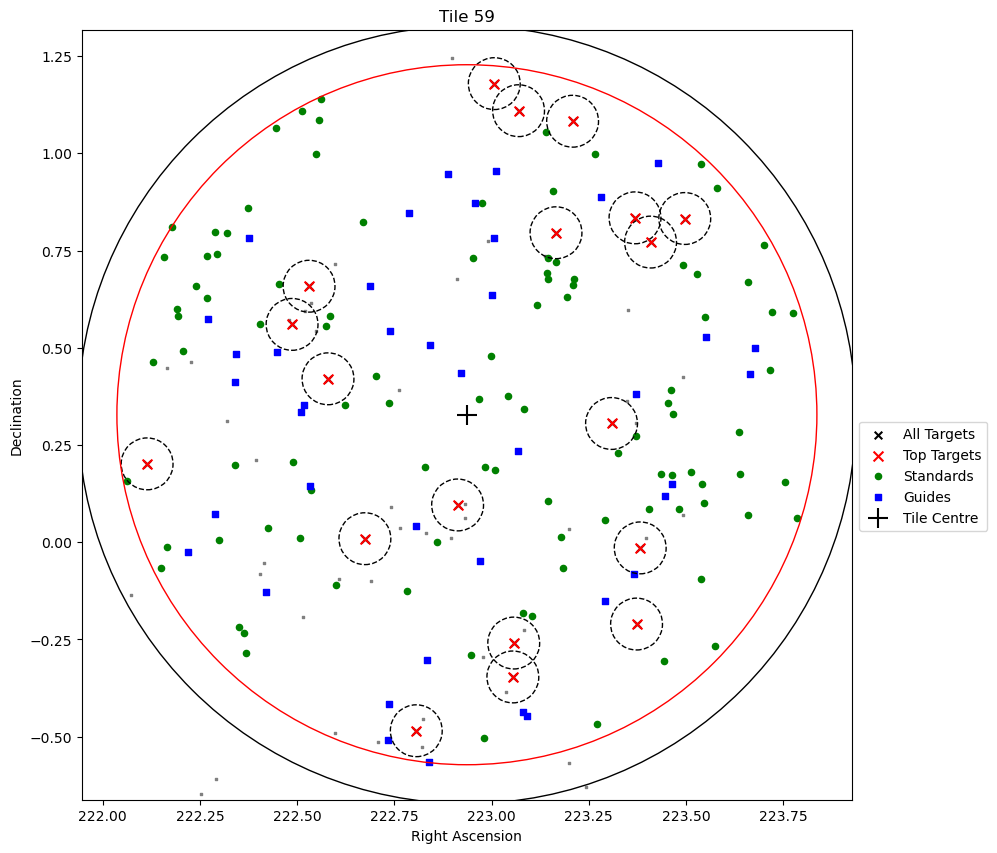 Tile 59
1.25
1.00
0.75
0.50
0.25
0.00
−0.25
−0.50
Declination
222.00 222.25 222.50 222.75 223.00 223.25 223.50 223.75
Right Ascension
All Targets
Top Targets
Standards
Guides
Tile Centre